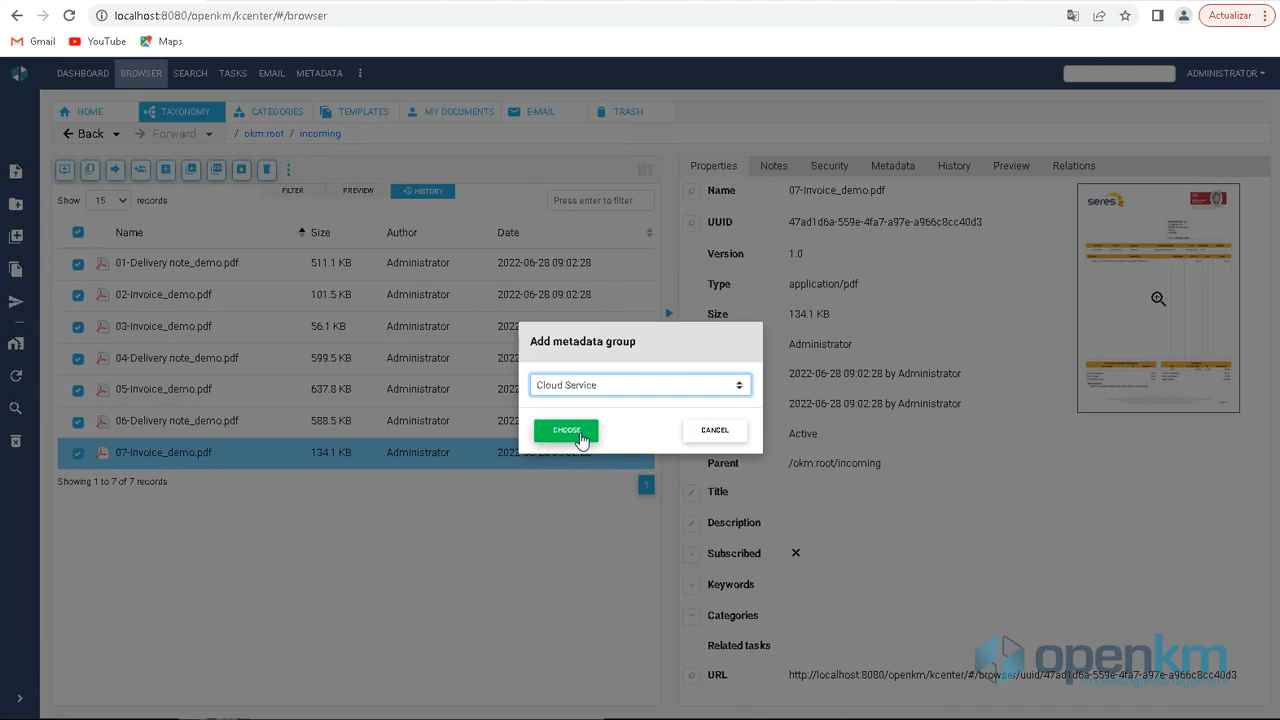 localhost:8080/openkm/kcenter/#/browser
Actualizar
Gmail YouTube Maps
DASHBOARD BROWSER SEARCH TASKS EMAIL METADATA ADMINISTRATOR
HOME TAXONOMY CATEGORIES TEMPLATES MY DOCUMENTS E-MAIL TRASH
Back Forward / okm:root / incoming
FILTER PREVIEW HISTORY
Show 15 records Press enter to filter
Name Size Author Date
01-Delivery note_demo.pdf 511.1 KB Administrator 2022-06-28 09:02:28
02-Invoice_demo.pdf 101.5 KB Administrator 2022-06-28 09:02:28
03-Invoice_demo.pdf 56.1 KB Administrator
04-Delivery note_demo.pdf 599.5 KB Administrator
05-Invoice_demo.pdf 637.8 KB Administrator
06-Delivery note_demo.pdf 588.5 KB Administrator
07-Invoice_demo.pdf 134.1 KB Administrator
Showing 1 to 7 of 7 records 1
Add metadata group
Cloud Service
CHOOSE CANCEL
Properties Notes Security Metadata History Preview Relations
Name 07-Invoice_demo.pdf
UUID 47ad1d6a-559e-4fa7-a97e-a966c8cc40d3
Version 1.0
Type application/pdf
Size 134.1 KB
Administrator
2022-06-28 09:02:28 by Administrator
2022-06-28 09:02:28 by Administrator
Active
Parent /okm:root/incoming
Title
Description
Subscribed
Keywords
Categories
Related tasks
URL http://localhost:8080/openkm/kcenter/#/browser/uuid/47ad1d6a-559e-4fa7-a97e-a966c8cc40d3
seres
openkm